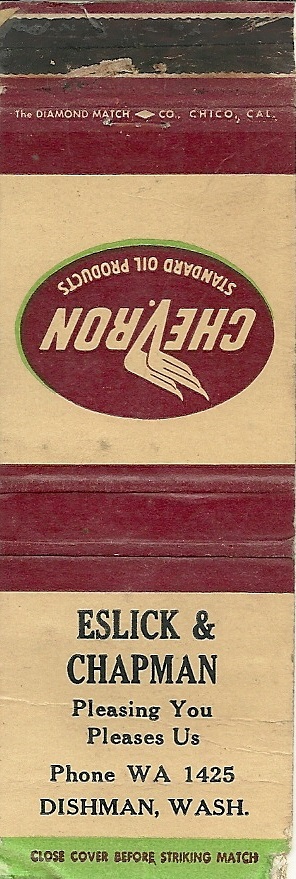 The DIAMOND MATCH CO., CHICO, CAL.
CHEVRON
STANDARD OIL PRODUCTS
ESLICK &
CHAPMAN
Pleasing You
Pleases Us
Phone WA 1425
DISHMAN, WASH.
CLOSE COVER BEFORE STRIKING MATCH